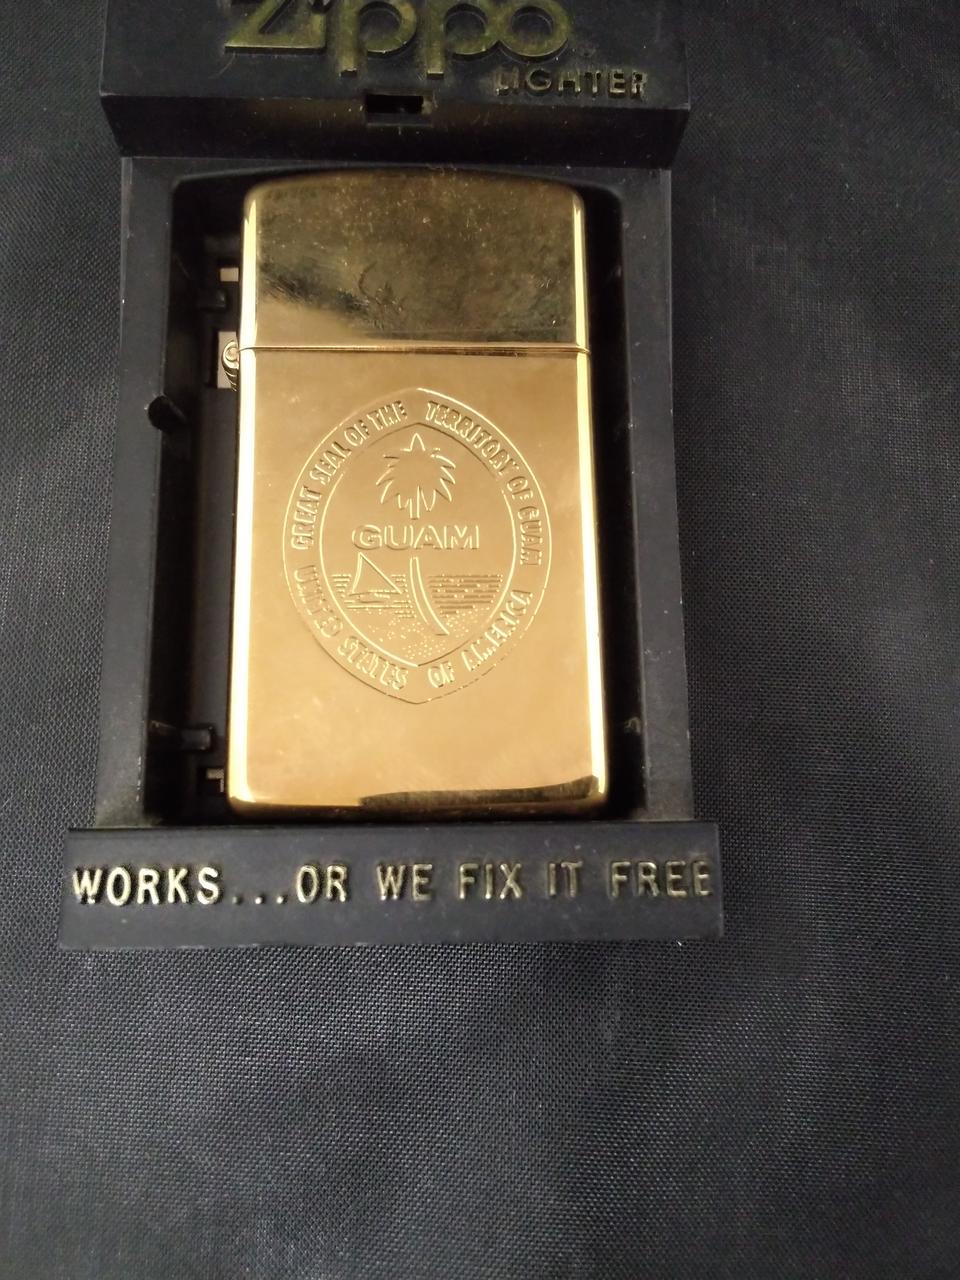 Zippo
LIGHTER
GREAT SEAL OF THE TERRITORY OF GUAM
GUAM
UNITED STATES OF AMERICA
WORKS...OR WE FIX IT FREE